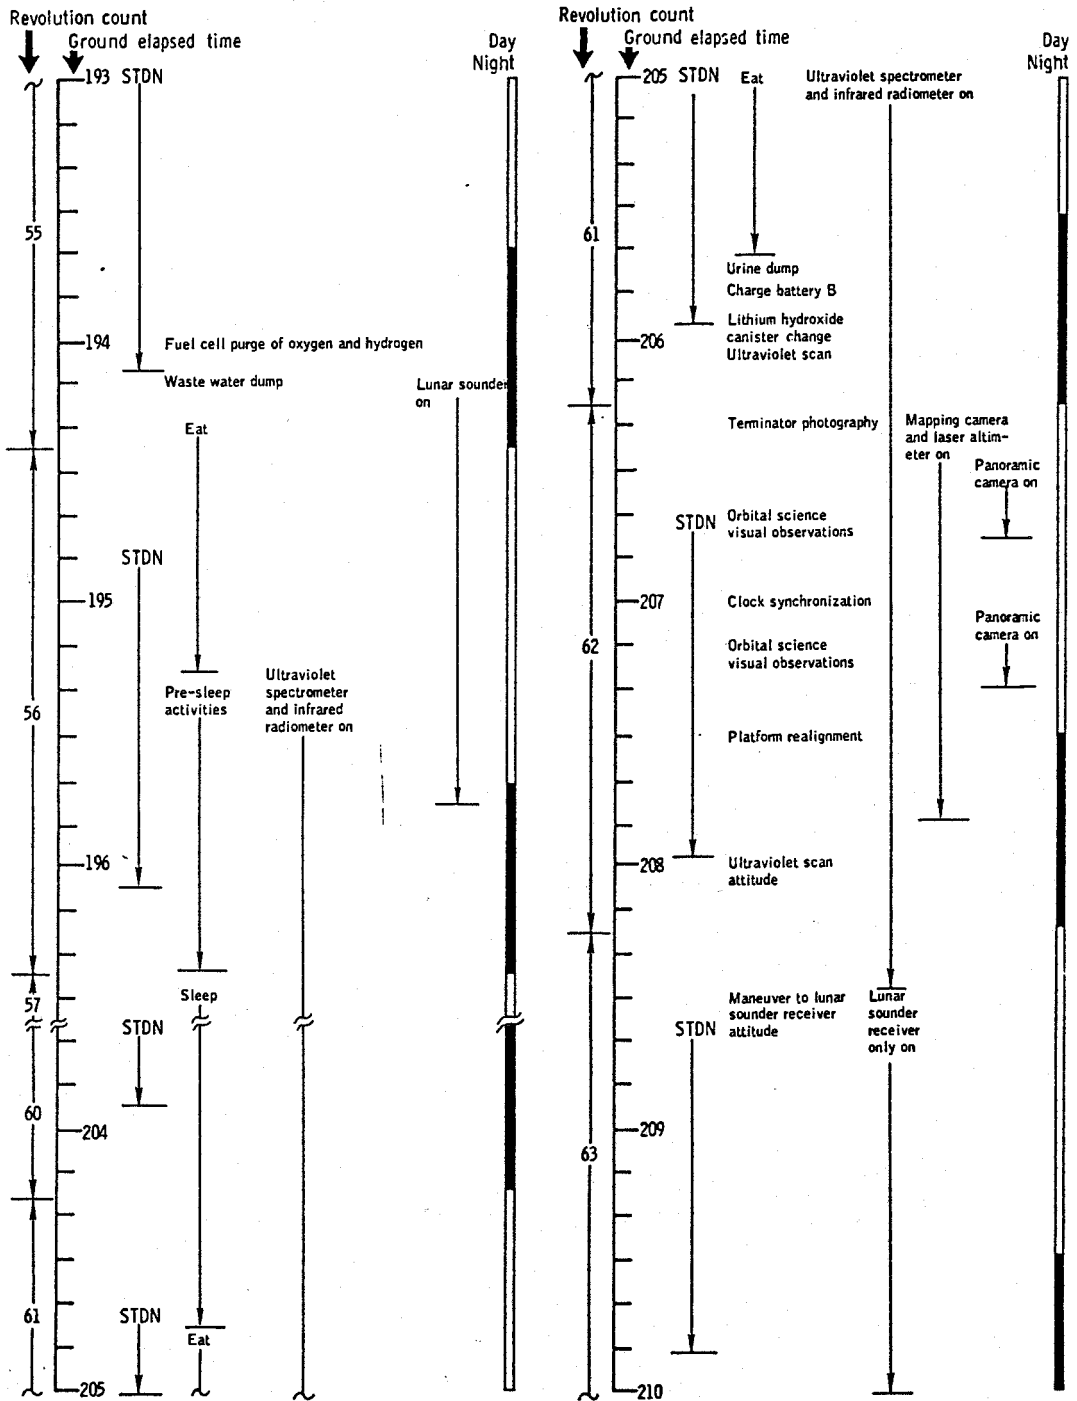 Revolution count
Ground elapsed time
Day
Night
193 STDN
55
194
Fuel cell purge of oxygen and hydrogen
Waste water dump
Lunar sounder
on
Eat
STDN
195
56
Pre-sleep
activities
Ultraviolet
spectrometer
and infrared
radiometer on
196
57
Sleep
STDN
60
204
61
STDN
Eat
205
Revolution count
Ground elapsed time
Day
Night
205 STDN
Eat
Ultraviolet spectrometer
and infrared radiometer on
61
Urine dump
Charge battery B
Lithium hydroxide
canister change
Ultraviolet scan
206
Terminator photography
Mapping camera
and laser altim-
eter on
Panoramic
camera on
STDN
Orbital science
visual observations
207
Clock synchronization
Panoramic
camera on
62
Orbital science
visual observations
Platform realignment
208
Ultraviolet scan
attitude
Maneuver to lunar
sounder receiver
attitude
Lunar
sounder
receiver
only on
STDN
209
63
210